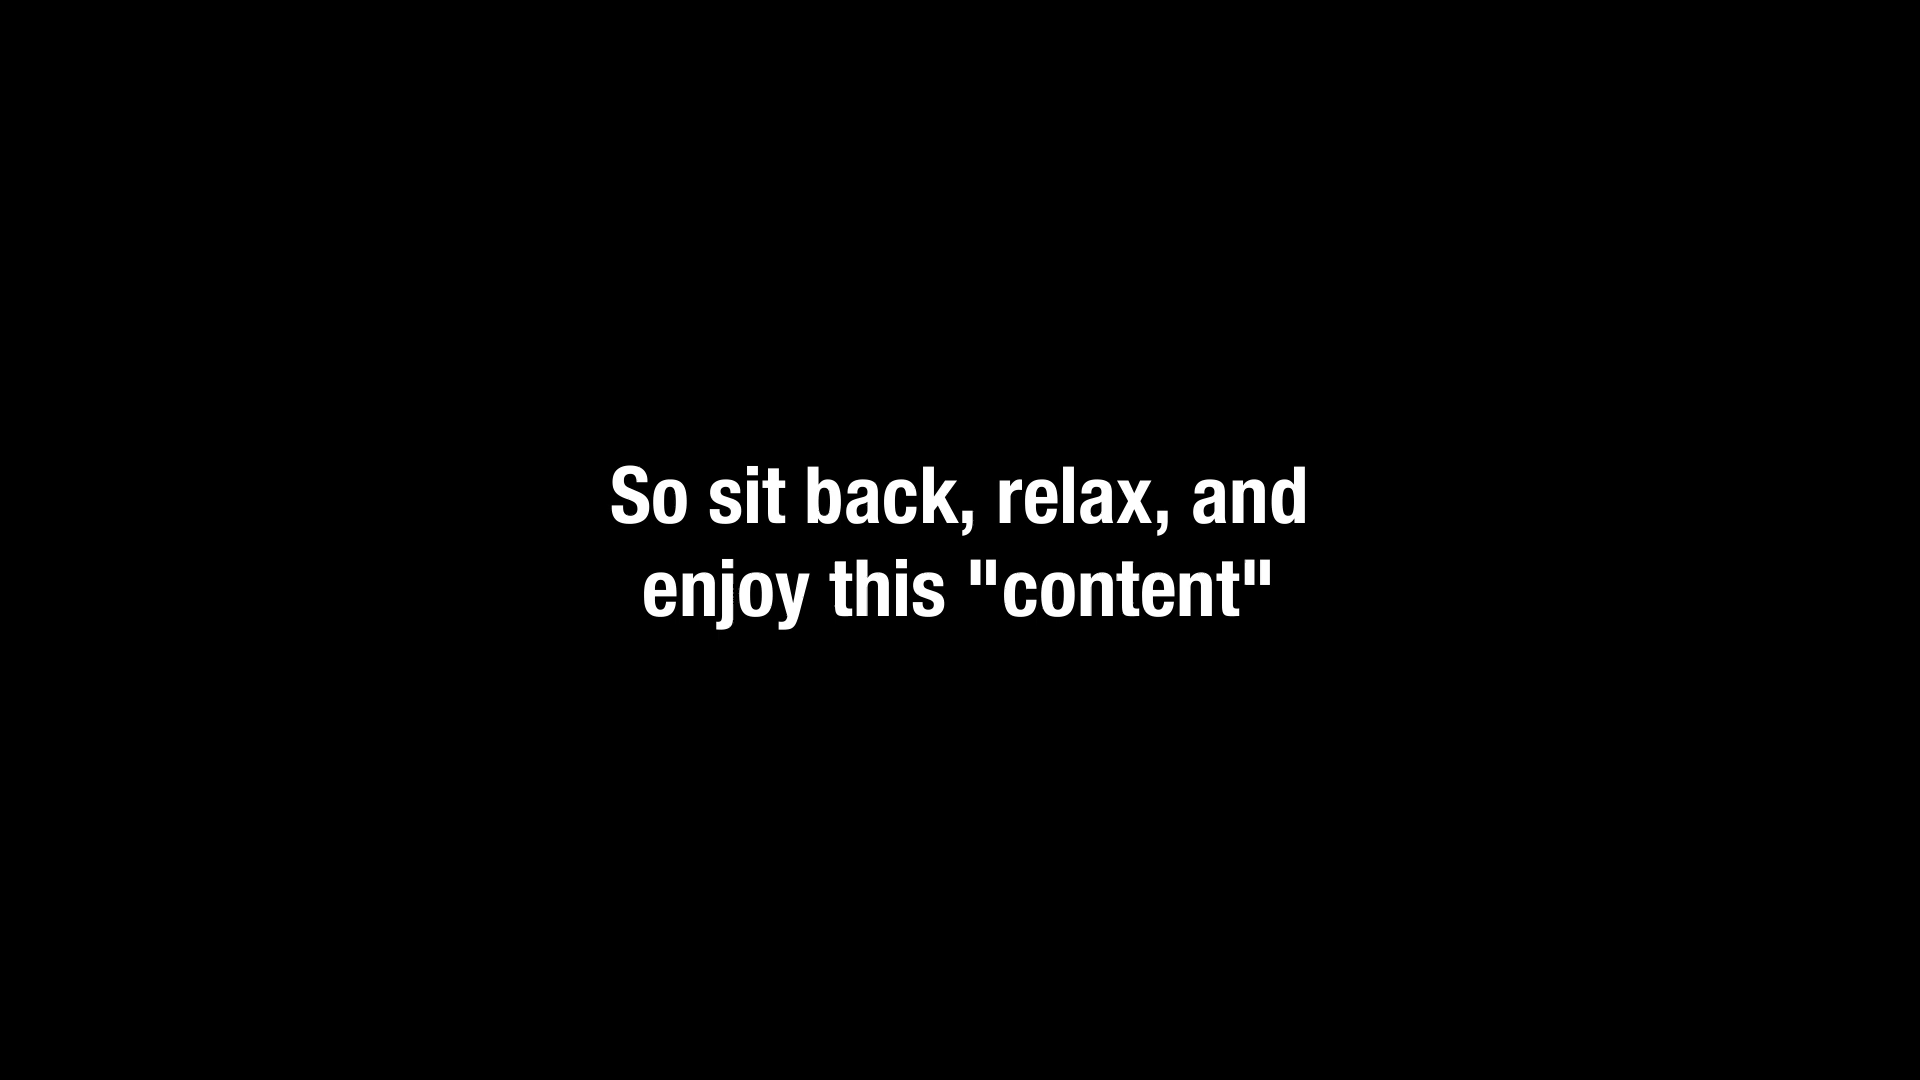 So sit back, relax, and
enjoy this "content"